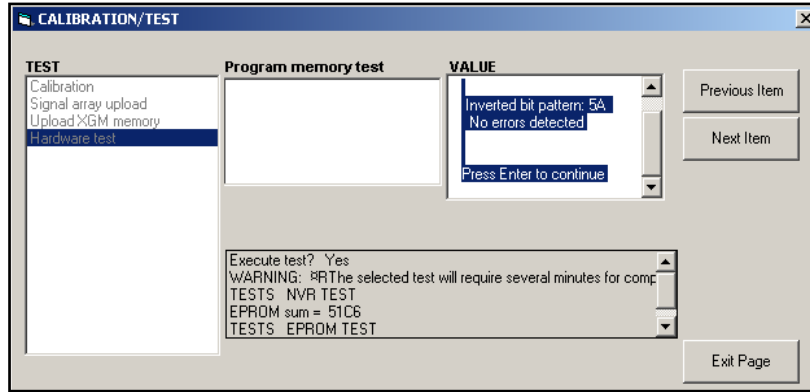 CALIBRATION/TEST
TEST
Calibration
Signal array upload
Upload XGM memory
Hardware test
Program memory test
VALUE
Inverted bit pattern: 5A
No errors detected
Press Enter to continue
Previous Item
Next Item
Execute test? Yes
WARNING: ¤RThe selected test will require several minutes for comp
TESTS NVR TEST
EPROM sum = 51C6
TESTS EPROM TEST
Exit Page